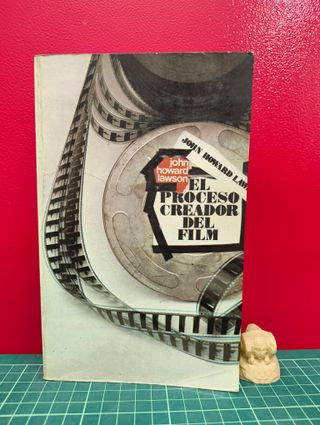 john
howard
lawson
JOHN HOWARD LAW
EL
PROCESO
CREADOR
DEL
FILM